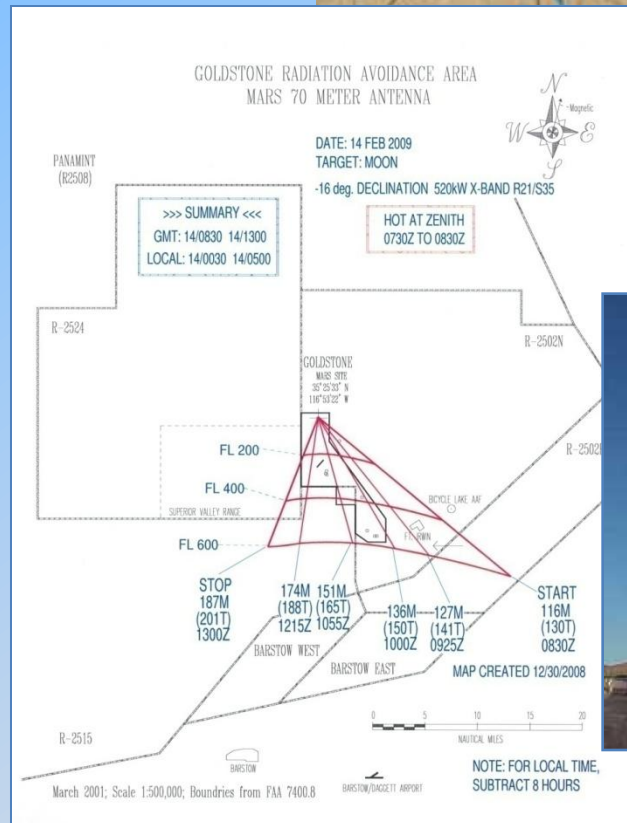 GOLDSTONE RADIATION AVOIDANCE AREA
MARS 70 METER ANTENNA
N
- Magnetic
W
E
S
DATE: 14 FEB 2009
TARGET: MOON
-16 deg. DECLINATION 520kW X-BAND R21/S35
PANAMINT
(R2508)
>>> SUMMARY <<<
GMT: 14/0830 14/1300
LOCAL: 14/0030 14/0500
HOT AT ZENITH
0730Z TO 0830Z
R-2524
R-2502N
GOLDSTONE
MARS SITE
35°25'33" N
116°53'22" W
FL 200
R-2502
FL 400
SUPERIOR VALLEY RANGE
BICYCLE LAKE AAF
FT. IRWN
FL 600
STOP
187M
(201T)
1300Z
174M
(188T)
1215Z
151M
(165T)
1055Z
136M
(150T)
1000Z
127M
(141T)
0925Z
START
116M
(130T)
0830Z
BARSTOW WEST
BARSTOW EAST
MAP CREATED 12/30/2008
0 5 10 15 20
NAUTICAL MILES
R-2515
BARSTOW
BARSTOW/DAGGETT AIRPORT
NOTE: FOR LOCAL TIME,
SUBTRACT 8 HOURS
March 2001; Scale 1:500,000; Boundries from FAA 7400.8